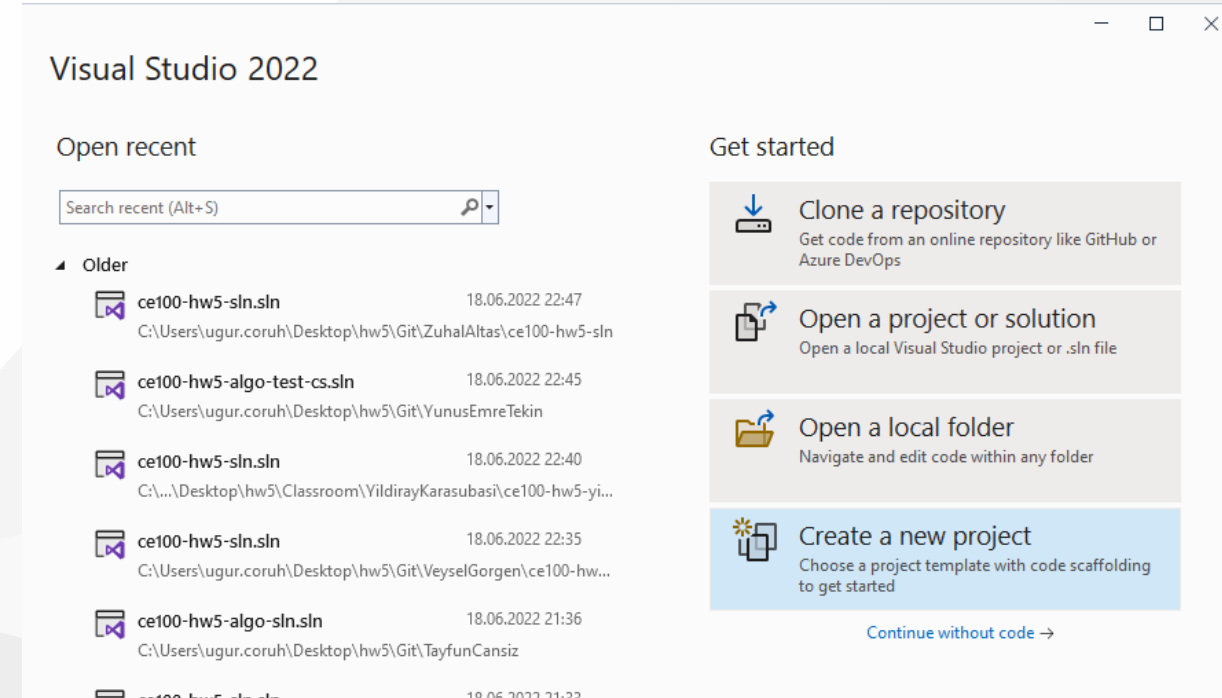 Visual Studio 2022
Open recent
Search recent (Alt+S)
Older
ce100-hw5-sln.sln 18.06.2022 22:47
C:\Users\ugur.coruh\Desktop\hw5\Git\ZuhalAltas\ce100-hw5-sln
ce100-hw5-algo-test-cs.sln 18.06.2022 22:45
C:\Users\ugur.coruh\Desktop\hw5\Git\YunusEmreTekin
ce100-hw5-sln.sln 18.06.2022 22:40
C:\...\Desktop\hw5\Classroom\YildirayKarasubasi\ce100-hw5-yi...
ce100-hw5-sln.sln 18.06.2022 22:35
C:\Users\ugur.coruh\Desktop\hw5\Git\VeyselGorgen\ce100-hw...
ce100-hw5-algo-sln.sln 18.06.2022 21:36
C:\Users\ugur.coruh\Desktop\hw5\Git\TayfunCansiz
Get started
Clone a repository
Get code from an online repository like GitHub or
Azure DevOps
Open a project or solution
Open a local Visual Studio project or .sln file
Open a local folder
Navigate and edit code within any folder
Create a new project
Choose a project template with code scaffolding
to get started
Continue without code →